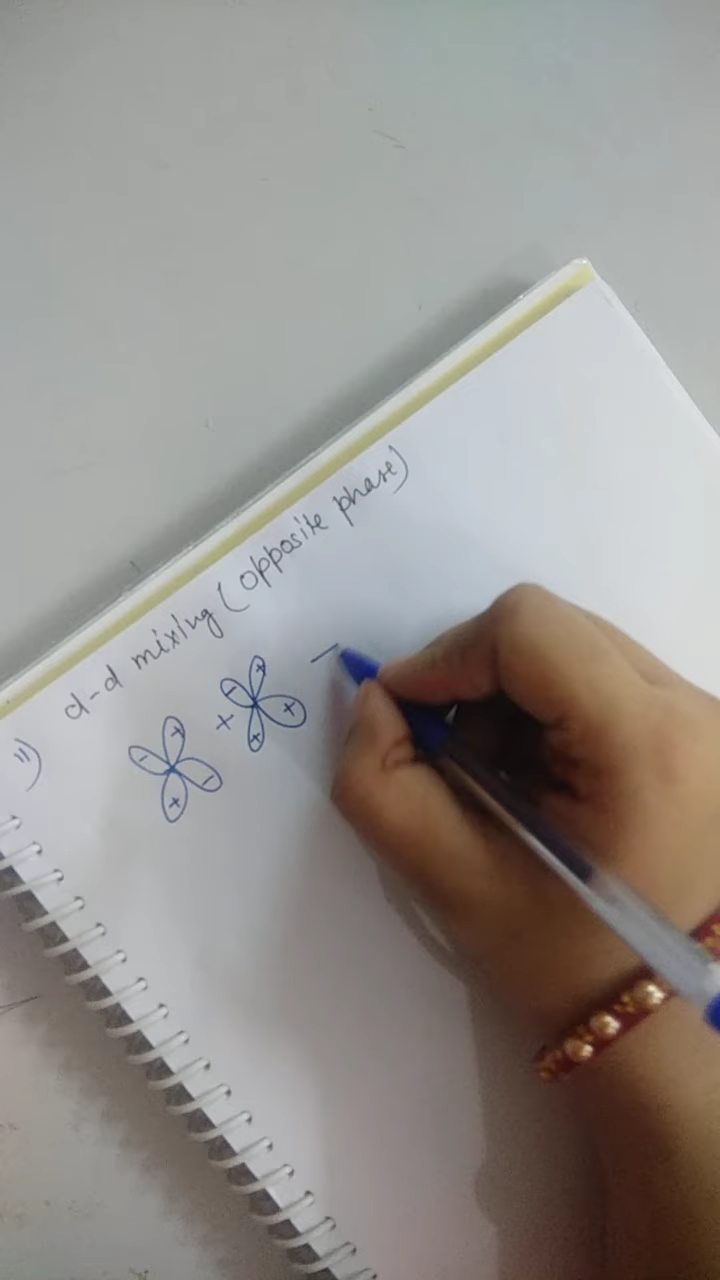 ii) d-d mixing (opposite phase)
- + - + + - + + + —